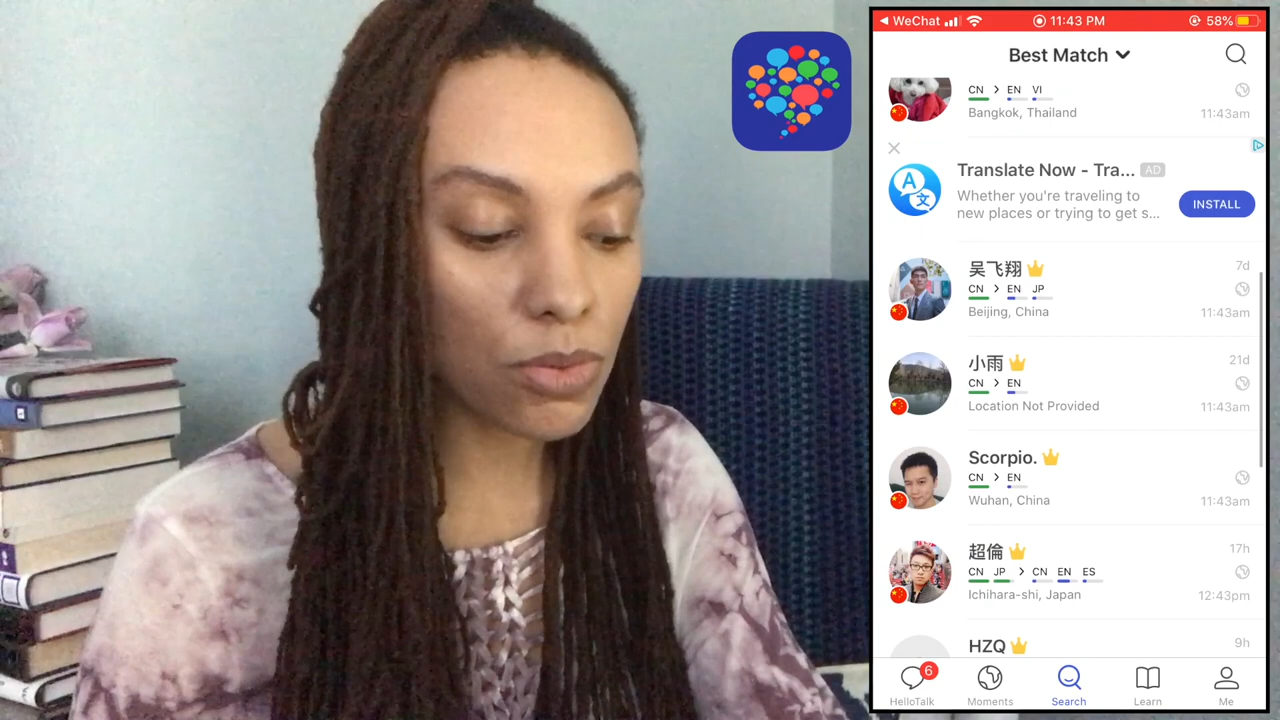 WeChat
11:43 PM
58%
Best Match
CN > EN VI
Bangkok, Thailand
11:43am
Translate Now - Tra... AD
Whether you're traveling to
new places or trying to get s...
INSTALL
吴飞翔
7d
CN > EN JP
Beijing, China
11:43am
小雨
21d
CN > EN
Location Not Provided
11:43am
Scorpio.
CN > EN
Wuhan, China
11:43am
超倫
17h
CN JP > CN EN ES
Ichihara-shi, Japan
12:43pm
HZQ
9h
6
HelloTalk
Moments
Search
Learn
Me
A
文